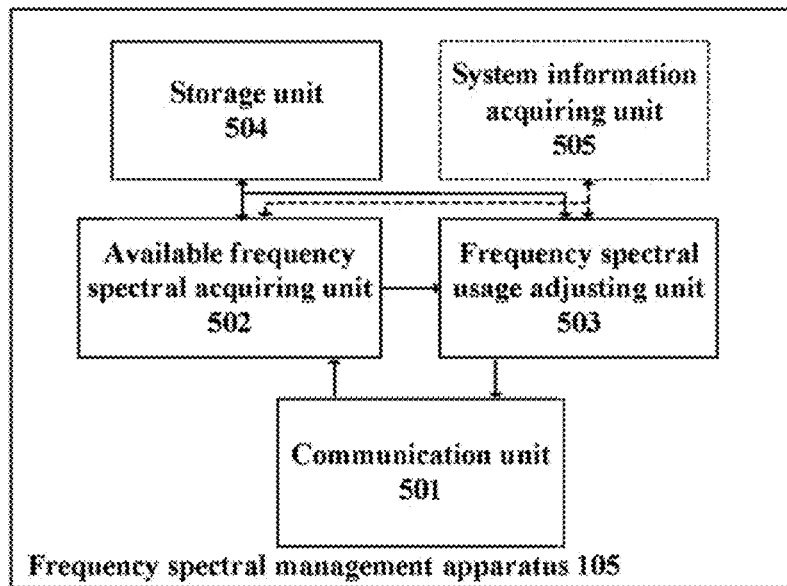 Storage unit
504
System information
acquiring unit
505
Available frequency
spectral acquiring unit
502
Frequency spectral
usage adjusting unit
503
Communication unit
501
Frequency spectral management apparatus 105